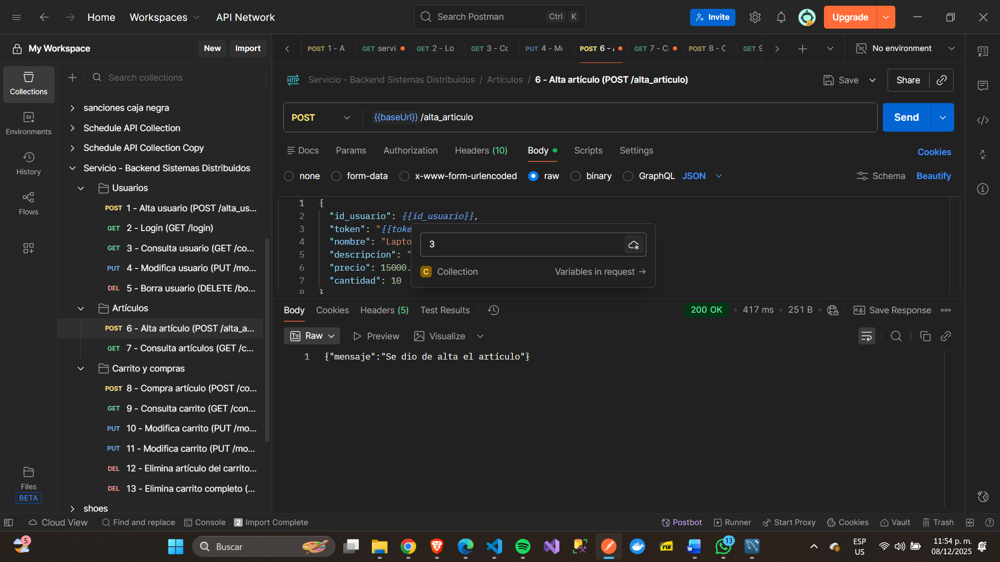 Home
Workspaces
API Network
Search Postman
Ctrl K
Invite
Upgrade
My Workspace
New
Import
POST 1 - A
GET servi
GET 2 - Lo
GET 3 - Co
PUT 4 - Mo
POST 6 - A
GET 7 - C
POST 8 - C
GET 9
No environment
Collections
Environments
History
Flows
Files
BETA
Search collections
sanciones caja negra
Schedule API Collection
Schedule API Collection Copy
Servicio - Backend Sistemas Distribuidos
Usuarios
POST 1 - Alta usuario (POST /alta_us...
GET 2 - Login (GET /login)
GET 3 - Consulta usuario (GET /co...
PUT 4 - Modifica usuario (PUT /mo...
DEL 5 - Borra usuario (DELETE /bo...
Artículos
POST 6 - Alta artículo (POST /alta_a...
GET 7 - Consulta artículos (GET /c...
Carrito y compras
POST 8 - Compra artículo (POST /co...
GET 9 - Consulta carrito (GET /con...
PUT 10 - Modifica carrito (PUT /mo...
PUT 11 - Modifica carrito (PUT /mo...
DEL 12 - Elimina artículo del carrito...
DEL 13 - Elimina carrito completo (...
shoes
HTTP Servicio - Backend Sistemas Distribuidos / Artículos / 6 - Alta artículo (POST /alta_articulo)
Save
Share
POST
{{baseUrl}} /alta_articulo
Send
Docs
Params
Authorization
Headers (10)
Body
Scripts
Settings
Cookies
none
form-data
x-www-form-urlencoded
raw
binary
GraphQL
JSON
Schema
Beautify
1 {
2 "id_usuario": {{id_usuario}},
3 "token": "{{toke
4 "nombre": "Lapto
5 "descripcion": "
6 "precio": 15000.
7 "cantidad": 10
8 }
3
C Collection
Variables in request →
Body
Cookies
Headers (5)
Test Results
200 OK
417 ms
251 B
e.g. Save Response
Raw
Preview
Visualize
1 {"mensaje":"Se dio de alta el artículo"}
Cloud View
Find and replace
Console
2 Import Complete
Postbot
Runner
Start Proxy
Cookies
Vault
Trash
5
Buscar
PDF
W
13
ESP
US
11:54 p. m.
08/12/2025